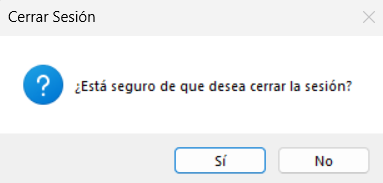 Cerrar Sesión
¿Está seguro de que desea cerrar la sesión?
Sí
No